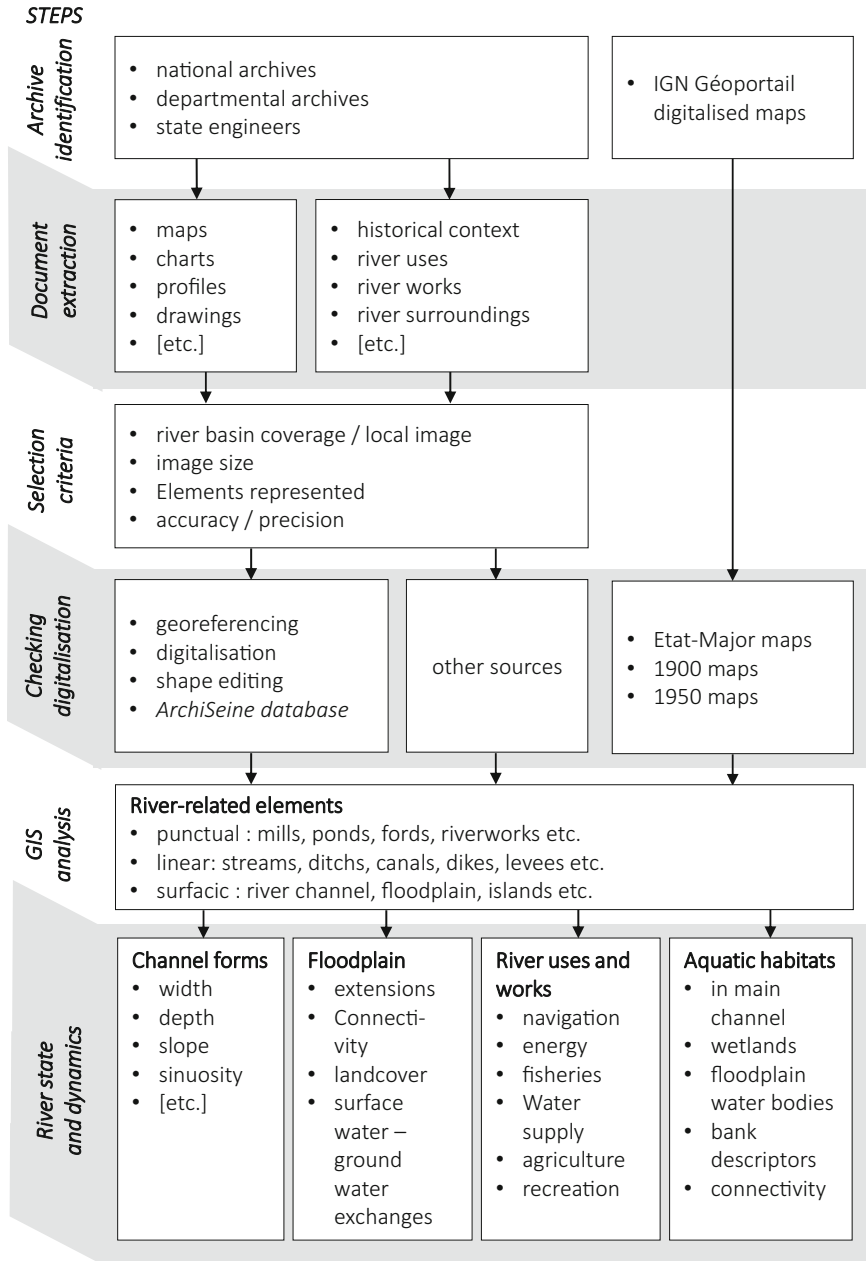 STEPS
Archive
identification
• national archives
• departmental archives
• state engineers
• IGN Géoportail
digitalised maps
Document
extraction
• maps
• charts
• profiles
• drawings
• [etc.]
• historical context
• river uses
• river works
• river surroundings
• [etc.]
Selection
criteria
• river basin coverage / local image
• image size
• Elements represented
• accuracy / precision
Checking
digitalisation
• georeferencing
• digitalisation
• shape editing
• ArchiSeine database
other sources
• Etat-Major maps
• 1900 maps
• 1950 maps
GIS
analysis
River-related elements
• punctual : mills, ponds, fords, riverworks etc.
• linear: streams, ditchs, canals, dikes, levees etc.
• surfacic : river channel, floodplain, islands etc.
River state
and dynamics
Channel forms
• width
• depth
• slope
• sinuosity
• [etc.]
Floodplain
• extensions
• Connecti-
vity
• landcover
• surface
water –
ground
water
exchanges
River uses and
works
• navigation
• energy
• fisheries
• Water
supply
• agriculture
• recreation
Aquatic habitats
• in main
channel
• wetlands
• floodplain
water bodies
• bank
descriptors
• connectivity